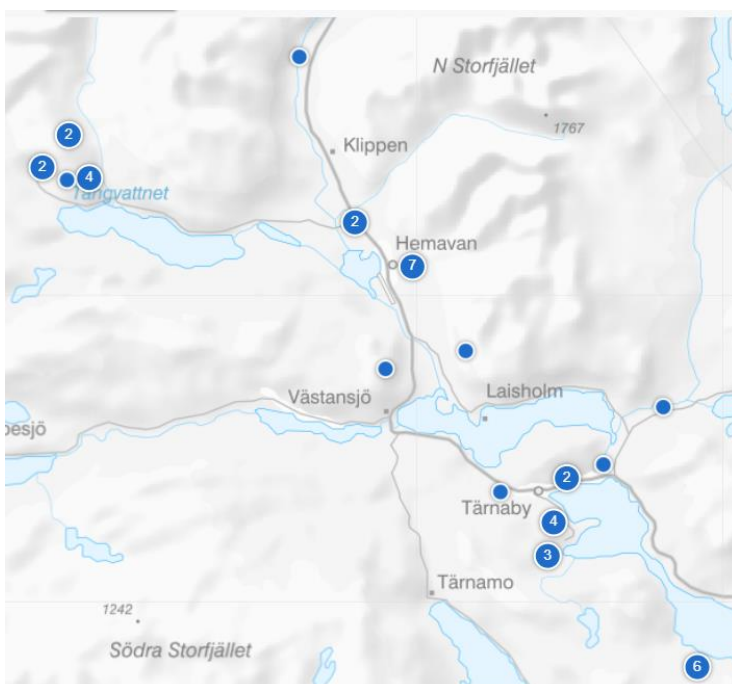 N Storfjället
1767
2
Klippen
2
4
Tängvattnet
2
Hemavan
7
Västansjö
Laisholm
pesjö
2
Tärnaby
4
3
Tärnamo
1242
Södra Storfjället
6